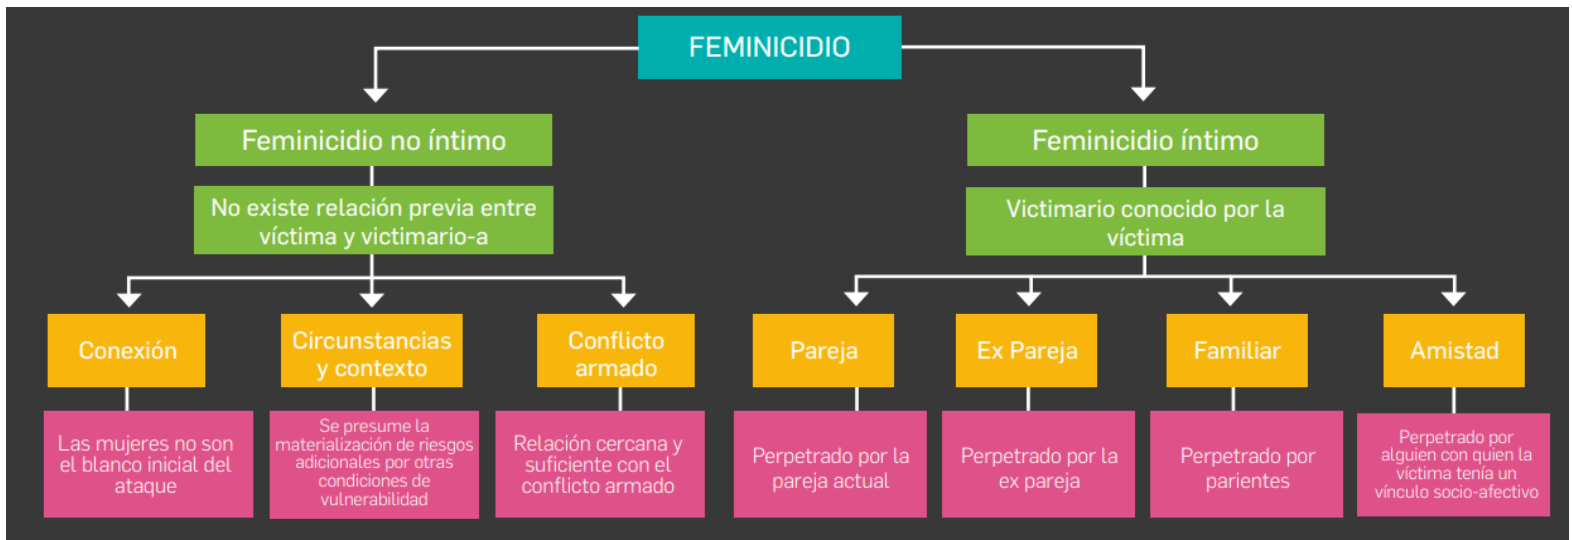 FEMINICIDIO
Feminicidio no íntimo
Feminicidio íntimo
No existe relación previa entre
víctima y victimario-a
Victimario conocido por la
víctima
Conexión
Circunstancias
y contexto
Conflicto
armado
Pareja
Ex Pareja
Familiar
Amistad
Las mujeres no son
el blanco inicial del
ataque
Se presume la
materialización de riesgos
adicionales por otras
condiciones de
vulnerabilidad
Relación cercana y
suficiente con el
conflicto armado
Perpetrado por la
pareja actual
Perpetrado por la
ex pareja
Perpetrado por
parientes
Perpetrado por
alguien con quien la
víctima tenía un
vínculo socio-afectivo